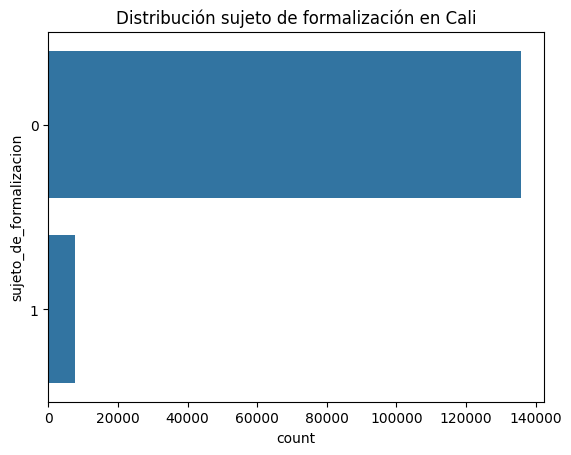 Distribución sujeto de formalización en Cali
sujeto_de_formalizacion
0
1
0 20000 40000 60000 80000 100000 120000 140000
count